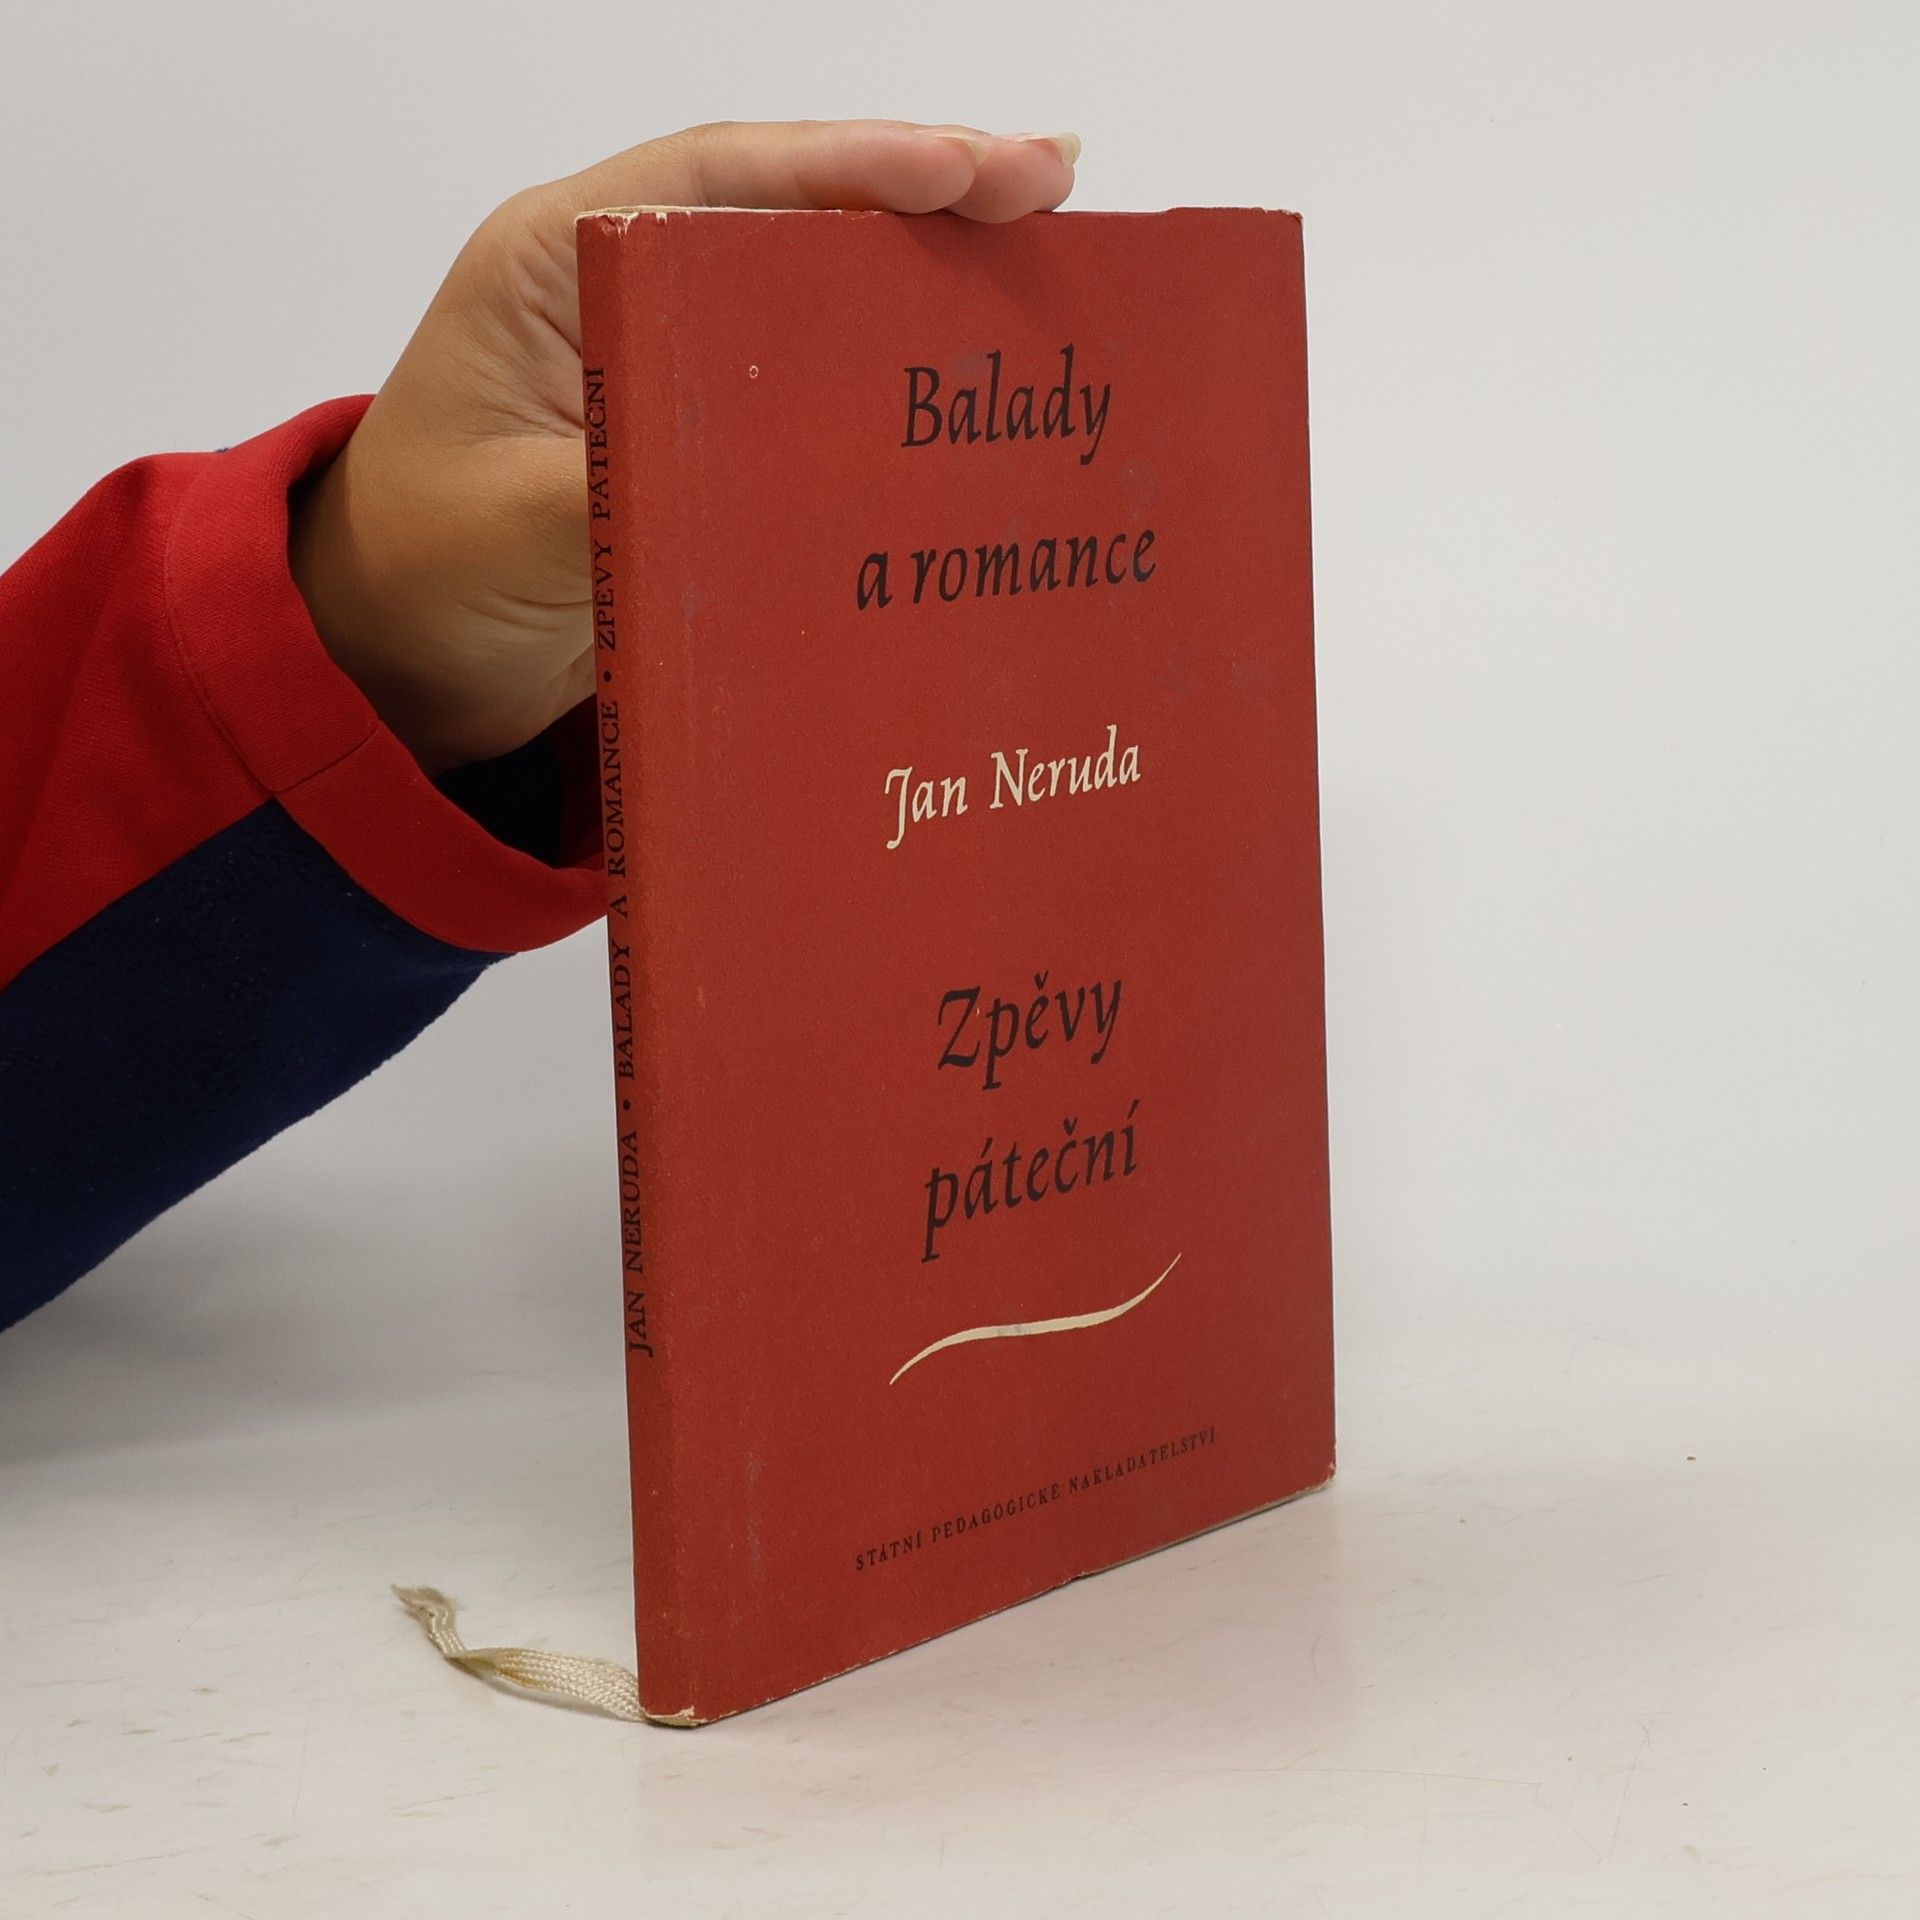 Balady
a romance
Jan Neruda
Zpěvy
páteční
STÁTNÍ PEDAGOGICKÉ NAKLADATELSTVÍ
JAN NERUDA • BALADY A ROMANCE • ZPĚVY PÁTEČNÍ